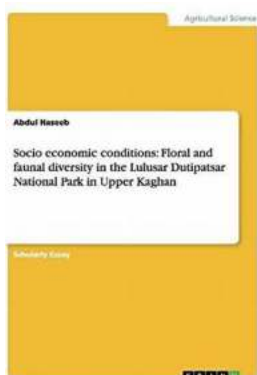 Agricultural Science
Abdul Haseeb
Socio economic conditions: Floral and
faunal diversity in the Lulusar Dutipatsar
National Park in Upper Kaghan
Scholarly Essay